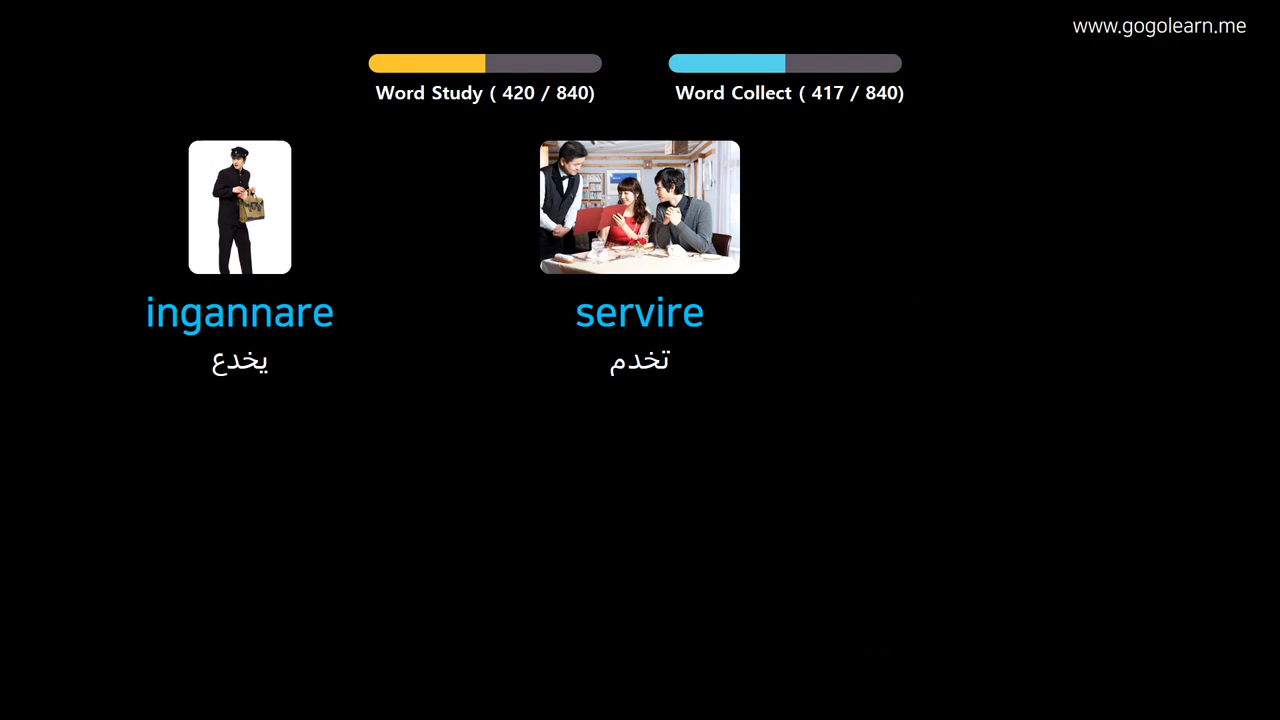 www.gogolearn.me
Word Study ( 420 / 840)
Word Collect ( 417 / 840)
ingannare
servire
يخدع
تخدم